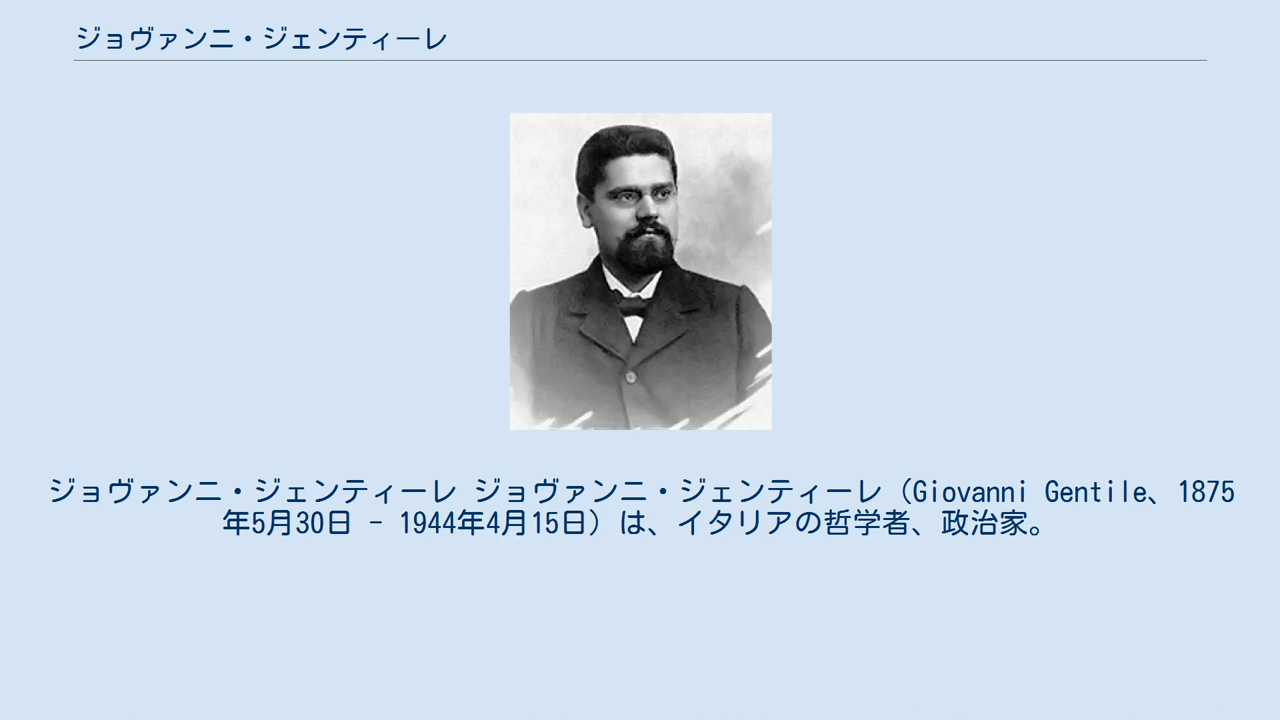 ジョヴァンニ・ジェンティーレ
ジョヴァンニ・ジェンティーレ ジョヴァンニ・ジェンティーレ（Giovanni Gentile、1875
年5月30日 - 1944年4月15日）は、イタリアの哲学者、政治家。